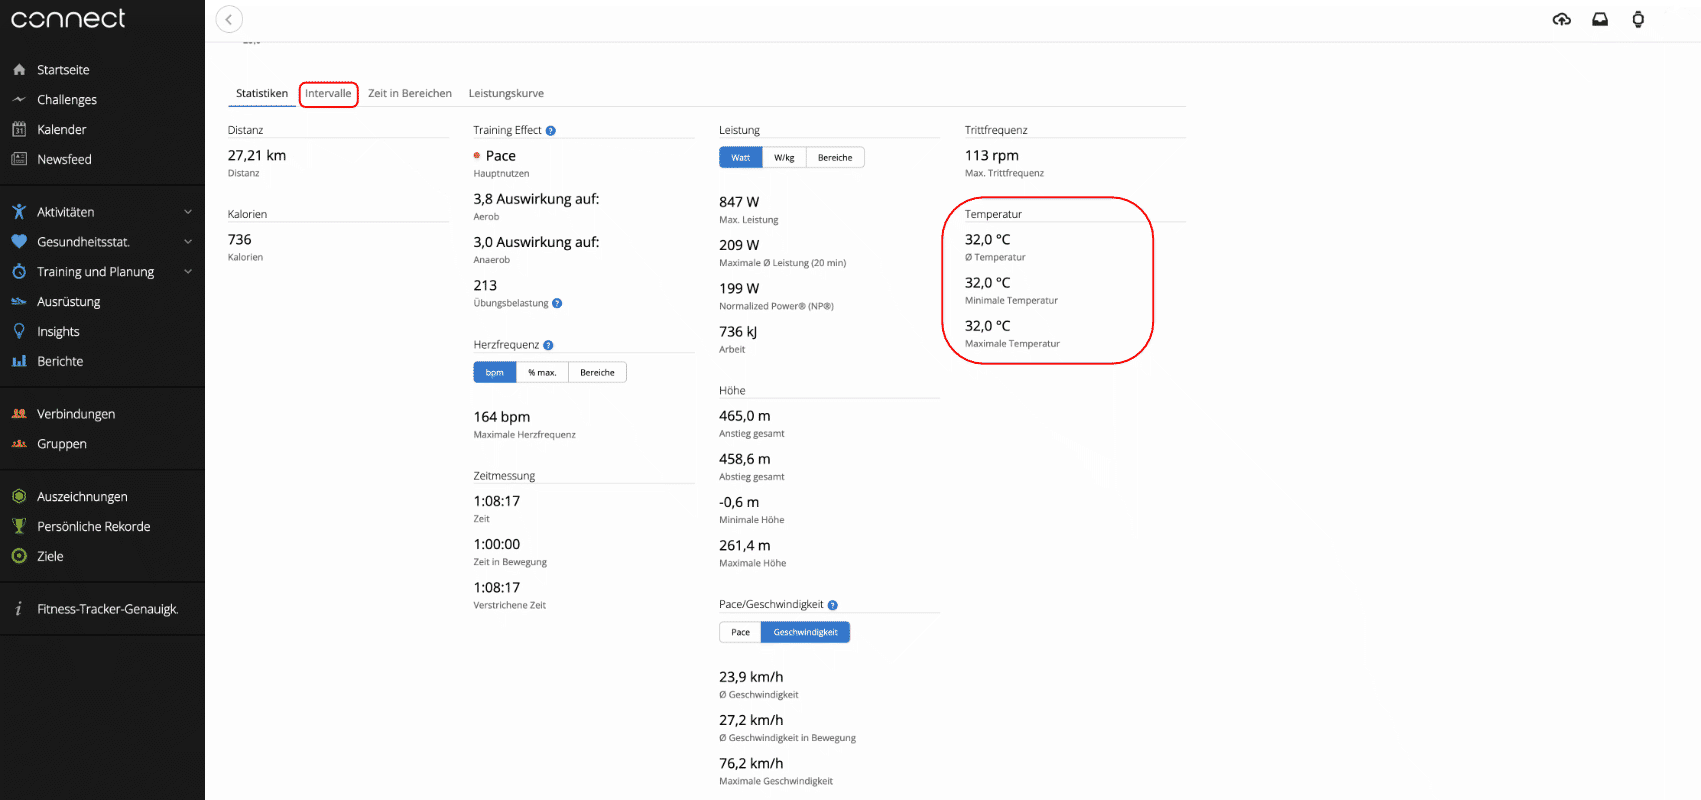 connect
Startseite
Challenges
31
Kalender
Newsfeed
Aktivitäten
Gesundheitsstat.
Training und Planung
Ausrüstung
Insights
Berichte
Verbindungen
Gruppen
Auszeichnungen
Persönliche Rekorde
Ziele
i Fitness-Tracker-Genauigk.
Statistiken Intervalle Zeit in Bereichen Leistungskurve
Distanz
27,21 km
Distanz
Kalorien
736
Kalorien
Training Effect ?
Pace
Hauptnutzen
3,8 Auswirkung auf:
Aerob
3,0 Auswirkung auf:
Anaerob
213
Übungsbelastung ?
Herzfrequenz ?
bpm % max. Bereiche
164 bpm
Maximale Herzfrequenz
Zeitmessung
1:08:17
Zeit
1:00:00
Zeit in Bewegung
1:08:17
Verstrichene Zeit
Leistung
Watt W/kg Bereiche
847 W
Max. Leistung
209 W
Maximale Ø Leistung (20 min)
199 W
Normalized Power® (NP®)
736 kJ
Arbeit
Höhe
465,0 m
Anstieg gesamt
458,6 m
Abstieg gesamt
-0,6 m
Minimale Höhe
261,4 m
Maximale Höhe
Pace/Geschwindigkeit ?
Pace Geschwindigkeit
23,9 km/h
Ø Geschwindigkeit
27,2 km/h
Ø Geschwindigkeit in Bewegung
76,2 km/h
Maximale Geschwindigkeit
Trittfrequenz
113 rpm
Max. Trittfrequenz
Temperatur
32,0 °C
Ø Temperatur
32,0 °C
Minimale Temperatur
32,0 °C
Maximale Temperatur